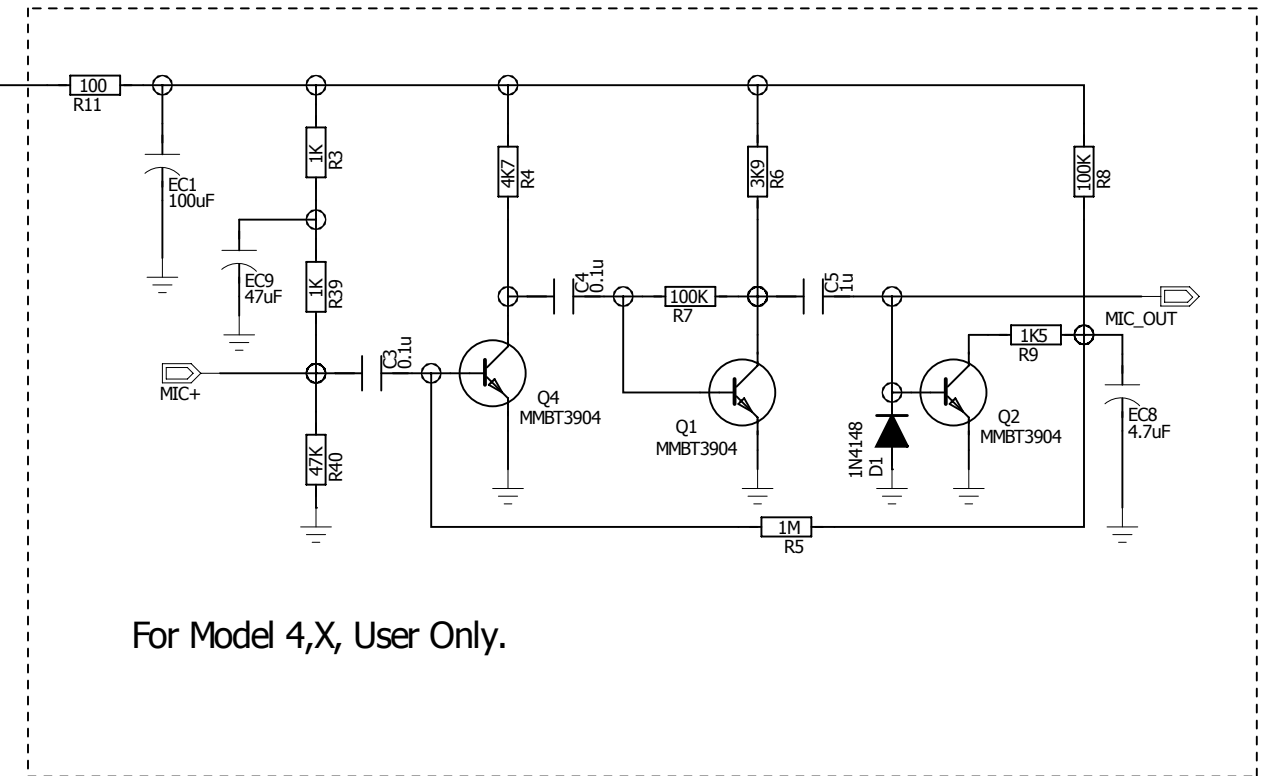 100
R11
EC1
100uF
1K
R3
EC9
47uF
1K
R39
MIC+
C3
0.1u
47K
R40
4K7
R4
Q4
MMBT3904
C4
0.1u
100K
R7
3K9
R6
Q1
MMBT3904
C5
1u
1N4148
D1
Q2
MMBT3904
1K5
R9
100K
R8
MIC_OUT
EC8
4.7uF
1M
R5
For Model 4,X, User Only.